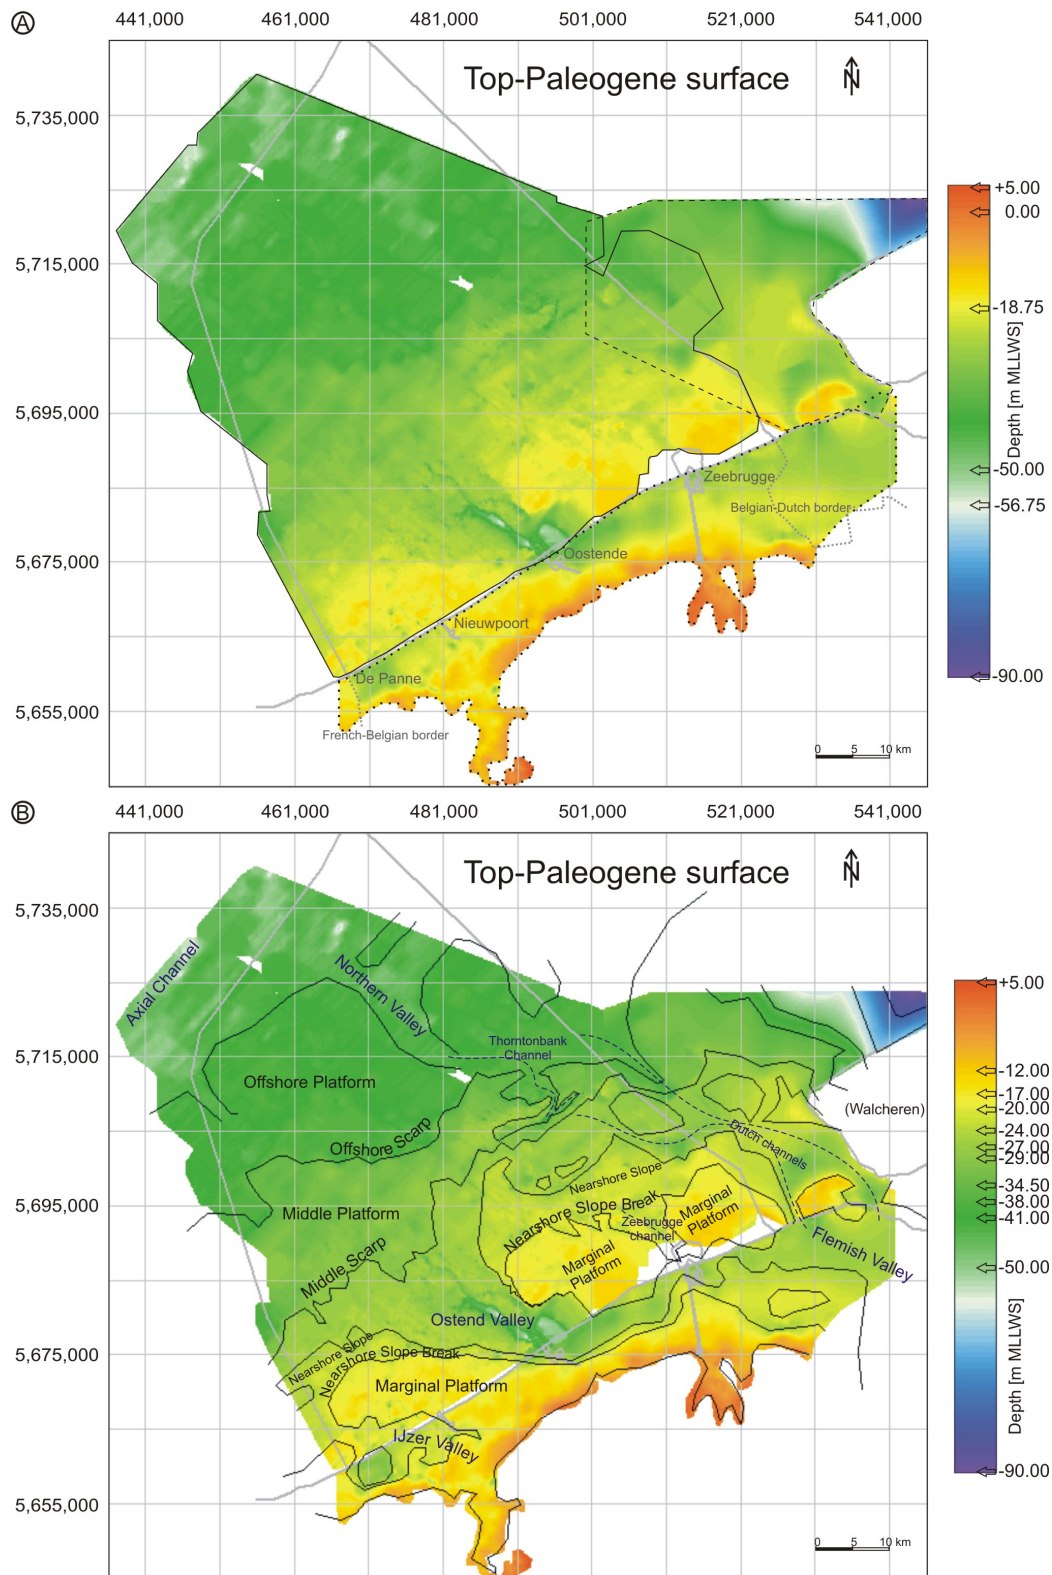 A
441,000 461,000 481,000 501,000 521,000 541,000
Top-Paleogene surface
N
5,735,000
5,715,000
5,695,000
5,675,000
5,655,000
Zeebrugge
Belgian-Dutch border
Oostende
Nieuwpoort
De Panne
French-Belgian border
0 5 10 km
+5.00
0.00
-18.75
-50.00
-56.75
-90.00
Depth [m MLLWS]
B
441,000 461,000 481,000 501,000 521,000 541,000
Top-Paleogene surface
N
5,735,000
5,715,000
5,695,000
5,675,000
5,655,000
Axial Channel
Northern Valley
Thorntonbank
Channel
Offshore Platform
(Walcheren)
Offshore Scarp
Dutch channels
Nearshore Slope
Middle Platform
Nearshore Slope Break
Marginal
Platform
Zeebrugge
channel
Flemish Valley
Middle Scarp
Marginal
Platform
Ostend Valley
Nearshore Slope
Nearshore Slope Break
Marginal Platform
IJzer Valley
0 5 10 km
+5.00
-12.00
-17.00
-20.00
-24.00
-27.00
-29.00
-34.50
-38.00
-41.00
-50.00
-90.00
Depth [m MLLWS]